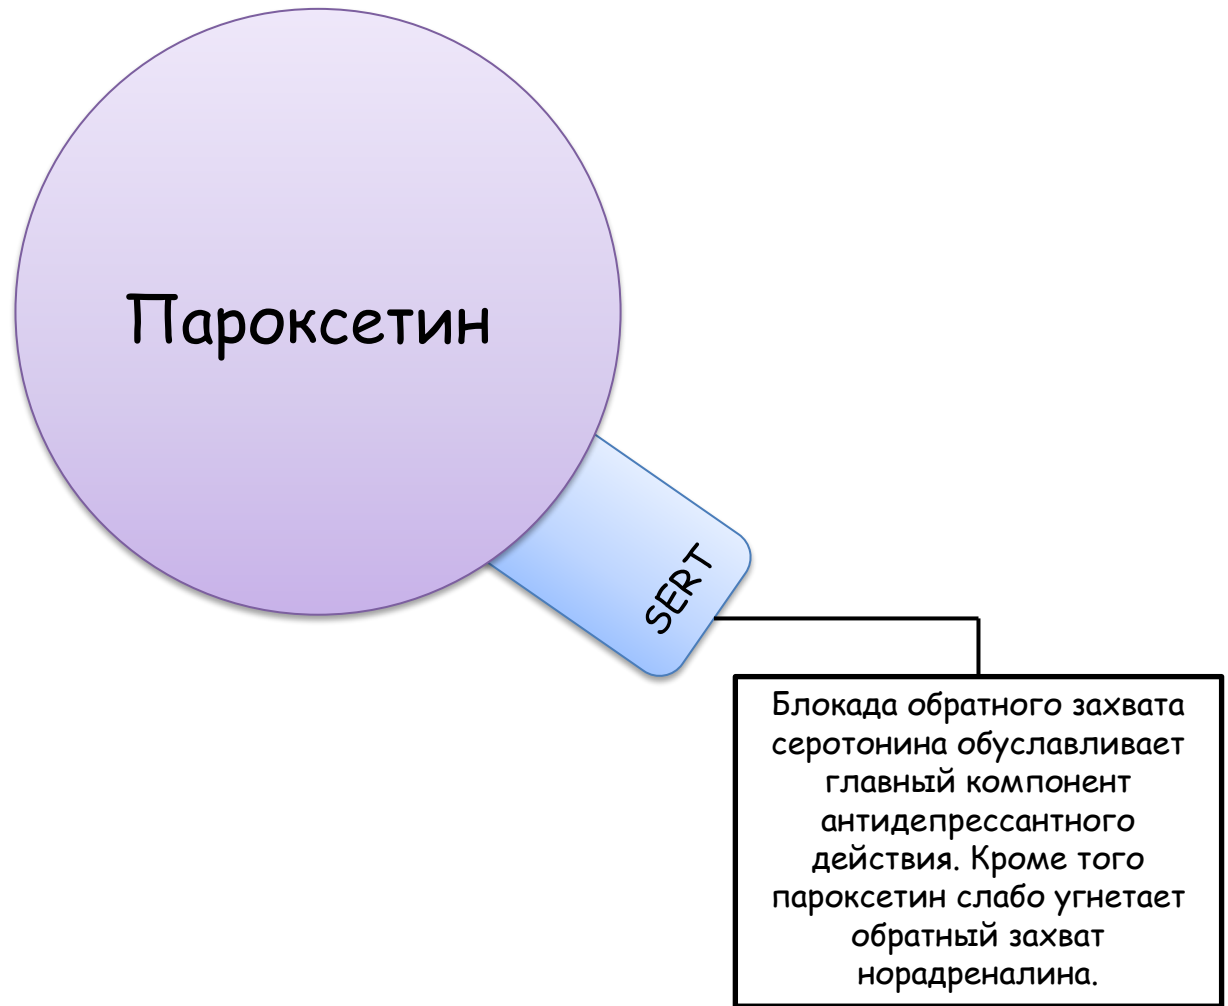 Пароксетин
SERT
Блокада обратного захвата
серотонина обуславливает
главный компонент
антидепрессантного
действия. Кроме того
пароксетин слабо угнетает
обратный захват
норадреналина.